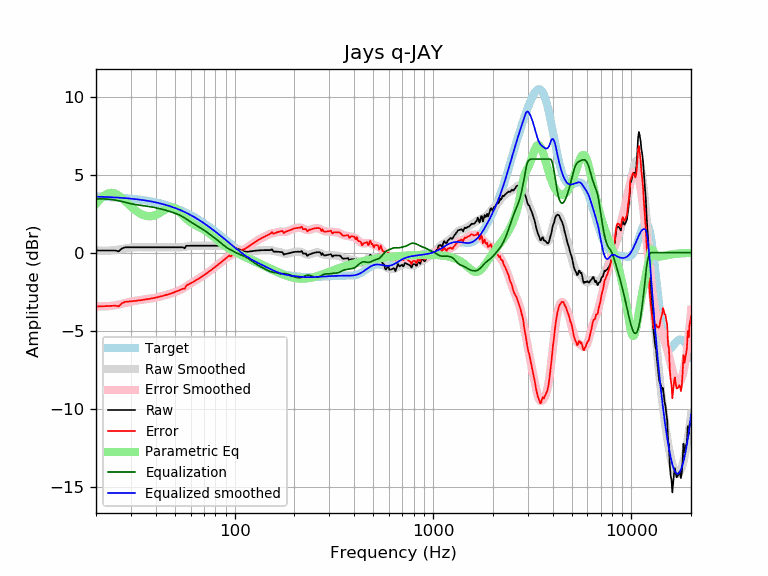 Jays q-JAY
Amplitude (dBr)
10
5
0
−5
−10
−15
Target
Raw Smoothed
Error Smoothed
Raw
Error
Parametric Eq
Equalization
Equalized smoothed
100
1000
10000
Frequency (Hz)